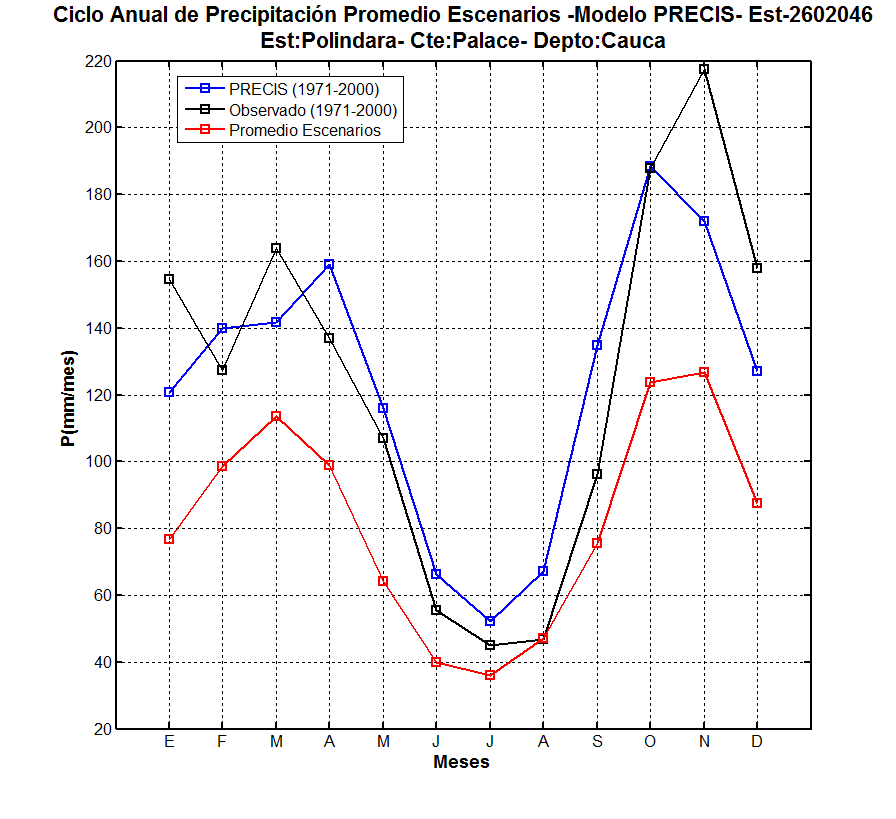 Ciclo Anual de Precipitación Promedio Escenarios -Modelo PRECIS- Est-2602046
Est:Polindara- Cte:Palace- Depto:Cauca
PRECIS (1971-2000)
Observado (1971-2000)
Promedio Escenarios
P(mm/mes)
220
200
180
160
140
120
100
80
60
40
20
E F M A M J J A S O N D
Meses